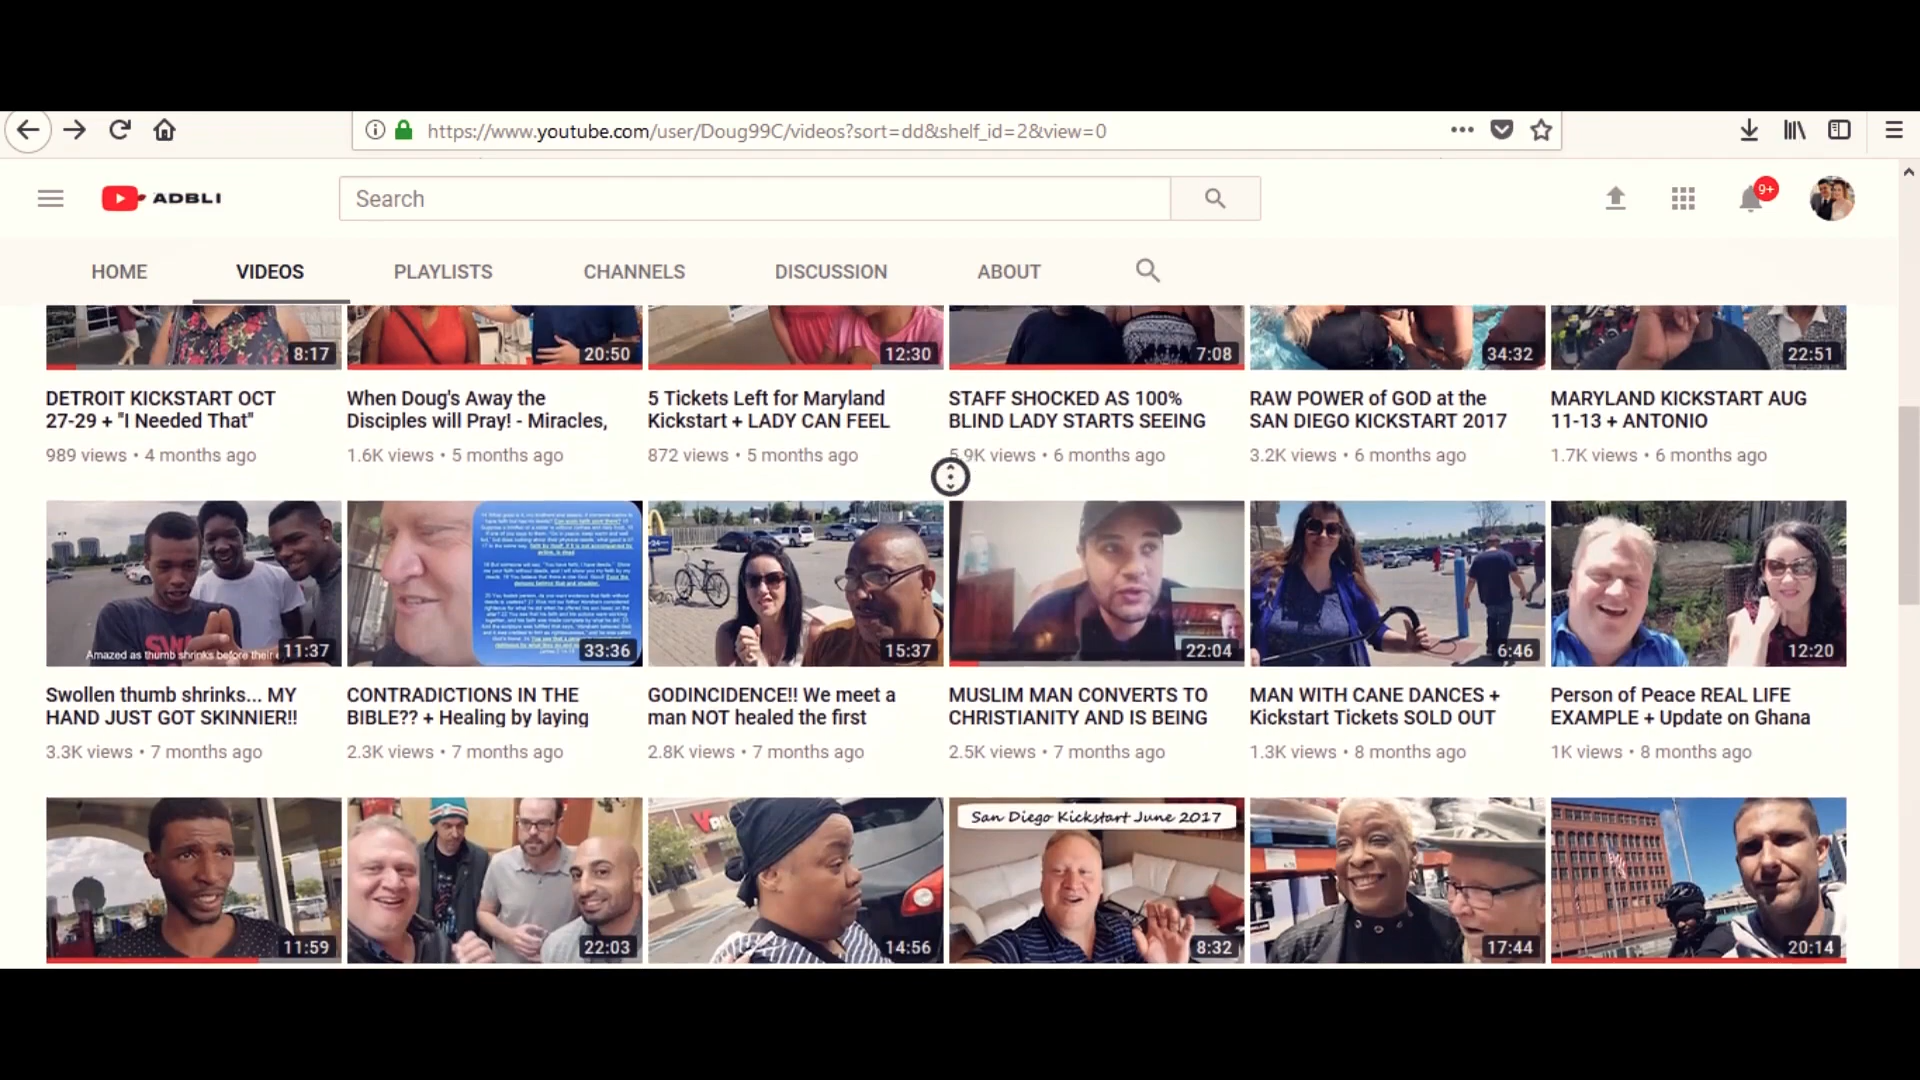 https://www.youtube.com/user/Doug99C/videos?sort=dd&shelf_id=2&view=0
ADBLI
Search
9+
HOME
VIDEOS
PLAYLISTS
CHANNELS
DISCUSSION
ABOUT
8:17
20:50
12:30
7:08
34:32
22:51
DETROIT KICKSTART OCT
27-29 + "I Needed That"
989 views • 4 months ago
When Doug's Away the
Disciples will Pray! - Miracles,
1.6K views • 5 months ago
5 Tickets Left for Maryland
Kickstart + LADY CAN FEEL
872 views • 5 months ago
STAFF SHOCKED AS 100%
BLIND LADY STARTS SEEING
5.9K views • 6 months ago
RAW POWER of GOD at the
SAN DIEGO KICKSTART 2017
3.2K views • 6 months ago
MARYLAND KICKSTART AUG
11-13 + ANTONIO
1.7K views • 6 months ago
Amazed as thumb shrinks before their
11:37
33:36
15:37
22:04
6:46
12:20
Swollen thumb shrinks... MY
HAND JUST GOT SKINNIER!!
3.3K views • 7 months ago
CONTRADICTIONS IN THE
BIBLE?? + Healing by laying
2.3K views • 7 months ago
GODINCIDENCE!! We meet a
man NOT healed the first
2.8K views • 7 months ago
MUSLIM MAN CONVERTS TO
CHRISTIANITY AND IS BEING
2.5K views • 7 months ago
MAN WITH CANE DANCES +
Kickstart Tickets SOLD OUT
1.3K views • 8 months ago
Person of Peace REAL LIFE
EXAMPLE + Update on Ghana
1K views • 8 months ago
San Diego Kickstart June 2017
11:59
22:03
14:56
8:32
17:44
20:14